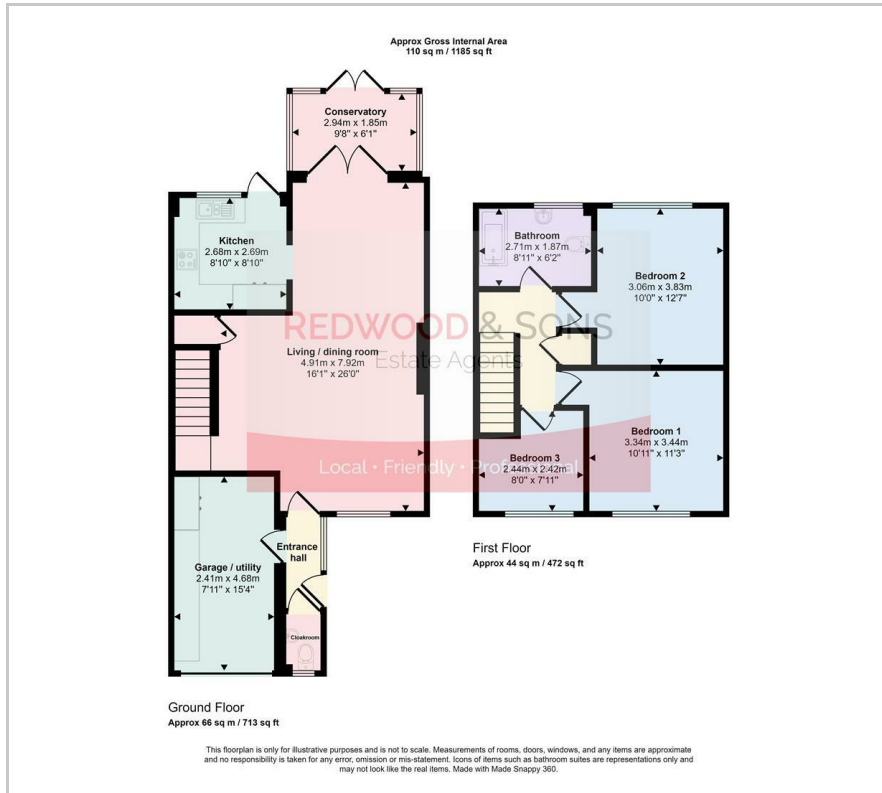 Approx Gross Internal Area
110 sq m / 1185 sq ft
Conservatory
2.94m x 1.85m
9'8" x 6'1"
Kitchen
2.68m x 2.69m
8'10" x 8'10"
Living / dining room
4.91m x 7.92m
16'1" x 26'0"
Garage / utility
2.41m x 4.68m
7'11" x 15'4"
Entrance
hall
Cloakroom
Ground Floor
Approx 66 sq m / 713 sq ft
Bathroom
2.71m x 1.87m
8'11" x 6'2"
Bedroom 2
3.06m x 3.83m
10'0" x 12'7"
Bedroom 1
3.34m x 3.44m
10'11" x 11'3"
Bedroom 3
2.44m x 2.42m
8'0" x 7'11"
First Floor
Approx 44 sq m / 472 sq ft
REDWOOD & SONS
Estate Agents
Local • Friendly • Professional
This floorplan is only for illustrative purposes and is not to scale. Measurements of rooms, doors, windows, and any items are approximate
and no responsibility is taken for any error, omission or mis-statement. Icons of items such as bathroom suites are representations only and
may not look like the real items. Made with Made Snappy 360.